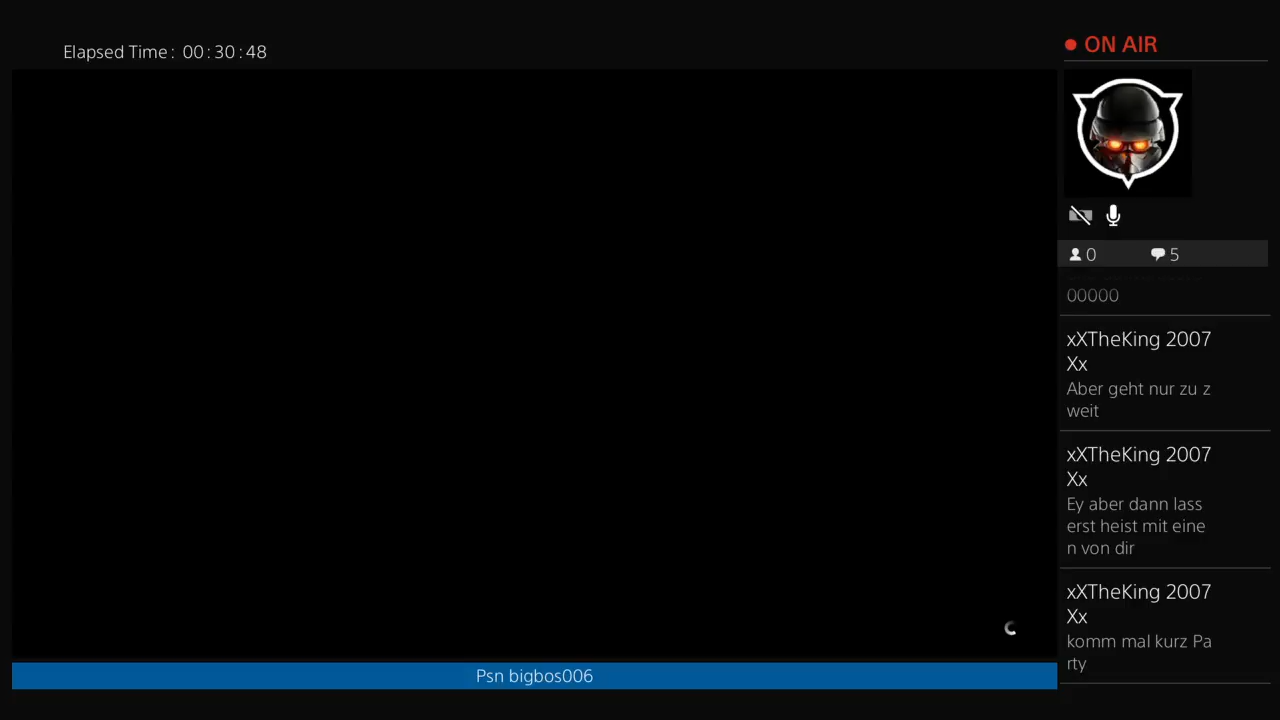 Elapsed Time: 00:30:48
ON AIR
0
5
00000
xXTheKing 2007
Xx
Aber geht nur zu z
weit
xXTheKing 2007
Xx
Ey aber dann lass
erst heist mit eine
n von dir
xXTheKing 2007
Xx
komm mal kurz Pa
rty
Psn bigbos006